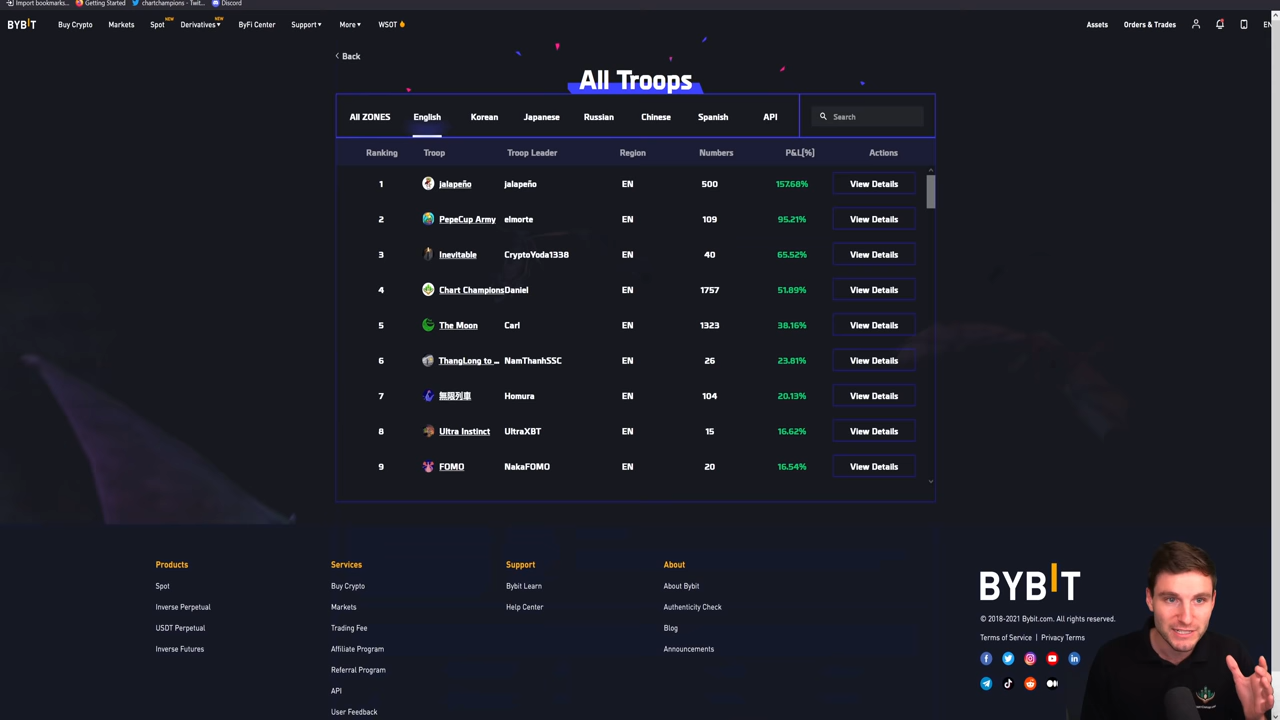 Import bookmarks... Getting Started chartchampions - Twit... Discord
BYBIT Buy Crypto Markets Spot NEW Derivatives NEW ByFi Center Support More WSOT Assets Orders & Trades EN
Back
All Troops
All ZONES English Korean Japanese Russian Chinese Spanish API Search
Ranking Troop Troop Leader Region Numbers P&L[%] Actions
1 jalapeño jalapeño EN 500 157.68% View Details
2 PepeCup Army elmorte EN 109 95.21% View Details
3 Inevitable CryptoYoda1338 EN 40 65.52% View Details
4 Chart Champions Daniel EN 1757 51.89% View Details
5 The Moon Carl EN 1323 38.16% View Details
6 ThangLong to ... NamThanhSSC EN 26 23.81% View Details
7 無限列車 Homura EN 104 20.13% View Details
8 Ultra Instinct UltraXBT EN 15 16.62% View Details
9 FOMO NakaFOMO EN 20 16.54% View Details
Products Services Support About
Spot Buy Crypto Bybit Learn About Bybit
Inverse Perpetual Markets Help Center Authenticity Check
USDT Perpetual Trading Fee Blog
Inverse Futures Affiliate Program Announcements
Referral Program
API
User Feedback
BYBIT
© 2018-2021 Bybit.com. All rights reserved.
Terms of Service | Privacy Terms